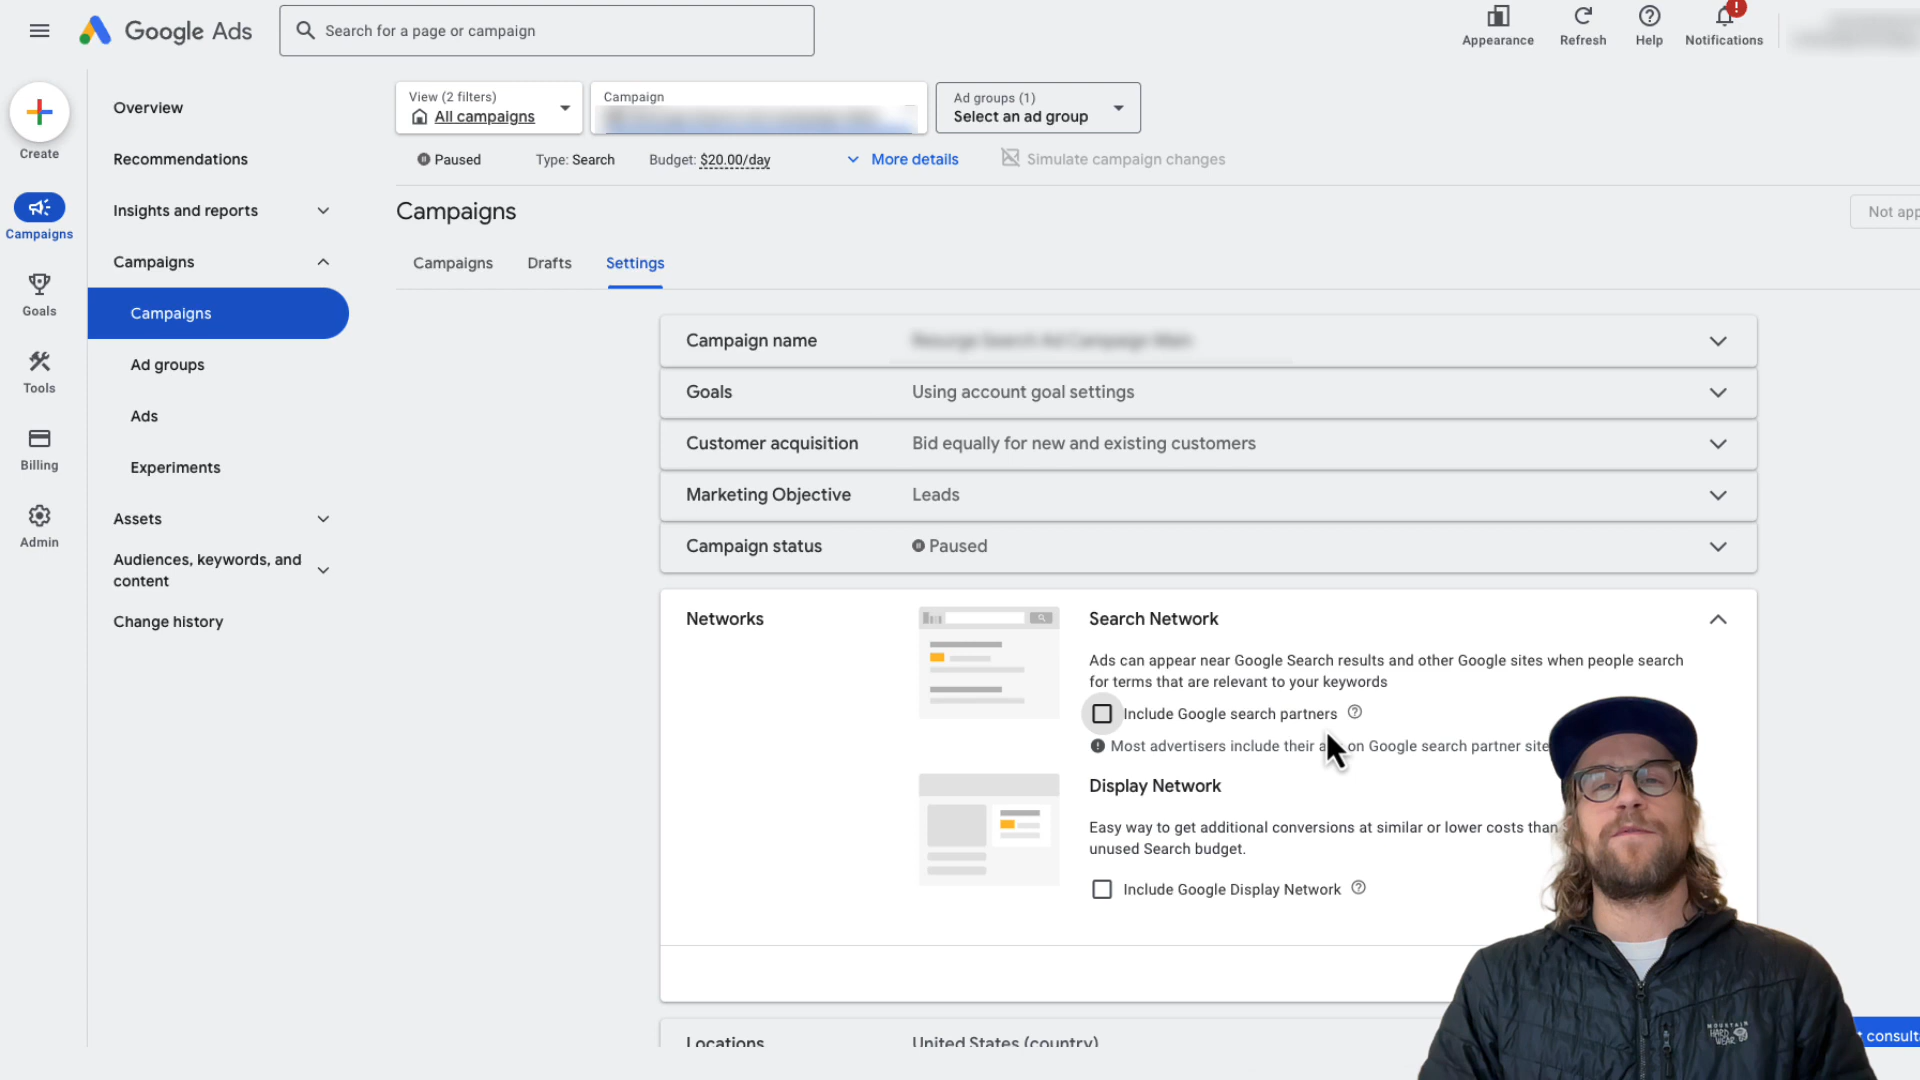 Google Ads
Search for a page or campaign
Appearance
Refresh
Help
Notifications
Create
Campaigns
Goals
Tools
Billing
Admin
Overview
Recommendations
Insights and reports
Campaigns
Campaigns
Ad groups
Ads
Experiments
Assets
Audiences, keywords, and
content
Change history
View (2 filters)
All campaigns
Campaign
Ad groups (1)
Select an ad group
Paused
Type: Search
Budget: $20.00/day
More details
Simulate campaign changes
Campaigns
Not app
Campaigns
Drafts
Settings
Campaign name
Goals
Using account goal settings
Customer acquisition
Bid equally for new and existing customers
Marketing Objective
Leads
Campaign status
Paused
Networks
Search Network
Ads can appear near Google Search results and other Google sites when people search
for terms that are relevant to your keywords
Include Google search partners
Most advertisers include their on Google search partner site
Display Network
Easy way to get additional conversions at similar or lower costs than
unused Search budget.
Include Google Display Network
Locations
United States (country)
MOUNTAIN
HARD
WEAR
t consult